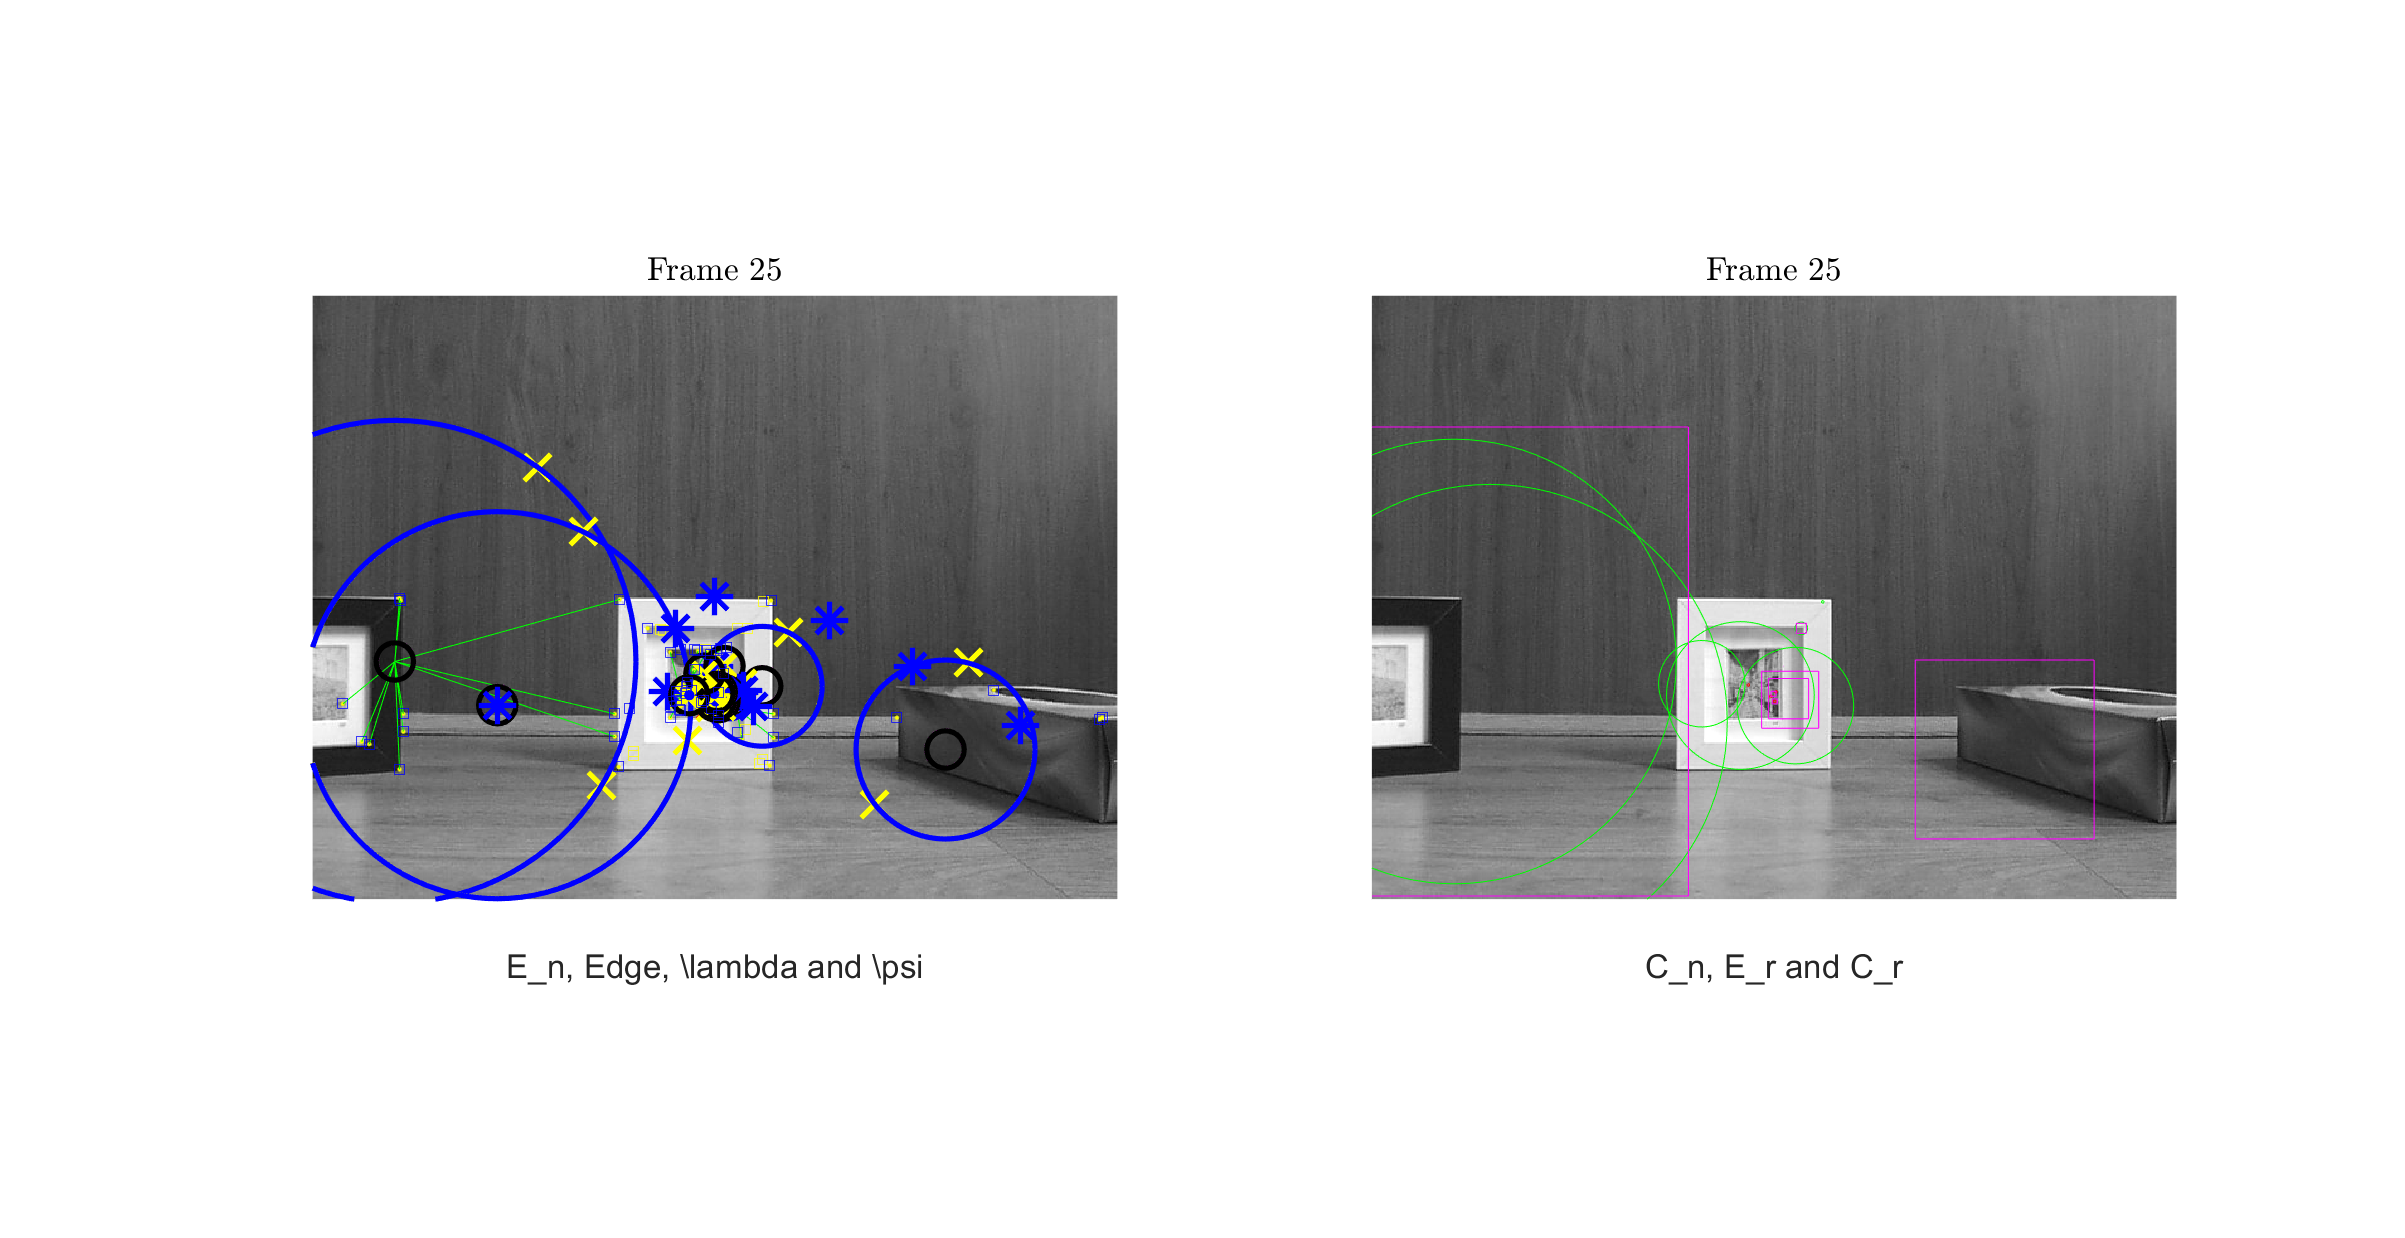 Frame 25
Frame 25
E_n, Edge, \lambda and \psi
C_n, E_r and C_r